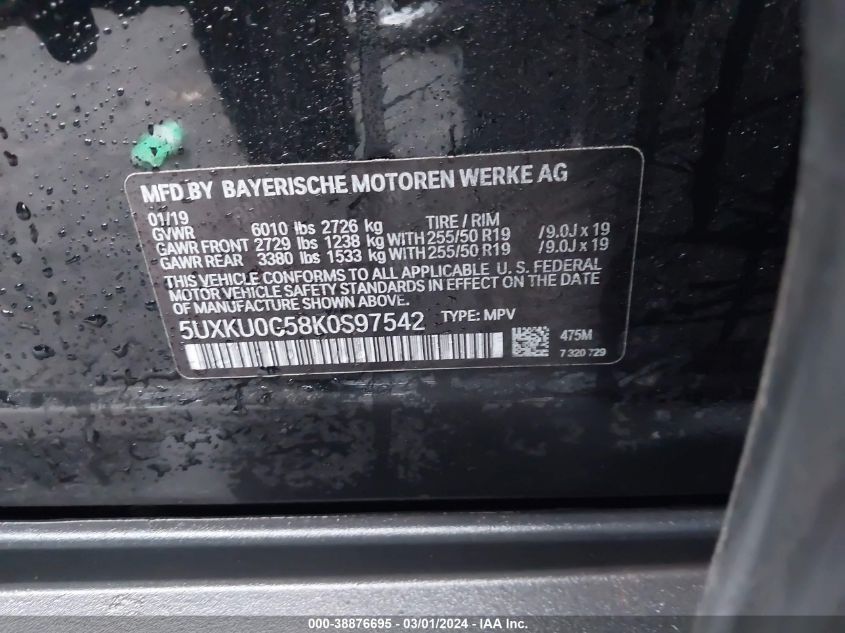 MFD BY BAYERISCHE MOTOREN WERKE AG
01/19 TIRE / RIM
GVWR 6010 lbs 2726 kg
GAWR FRONT 2729 lbs 1238 kg WITH 255/50 R19 /9.0J x 19
GAWR REAR 3380 lbs 1533 kg WITH 255/50 R19 /9.0J x 19
THIS VEHICLE CONFORMS TO ALL APPLICABLE U. S. FEDERAL
MOTOR VEHICLE SAFETY STANDARDS IN EFFECT ON THE DATE
OF MANUFACTURE SHOWN ABOVE.
5UXKU0C58K0S97542 TYPE: MPV
475M
7 320 729
000-38876695 - 03/01/2024 - IAA Inc.